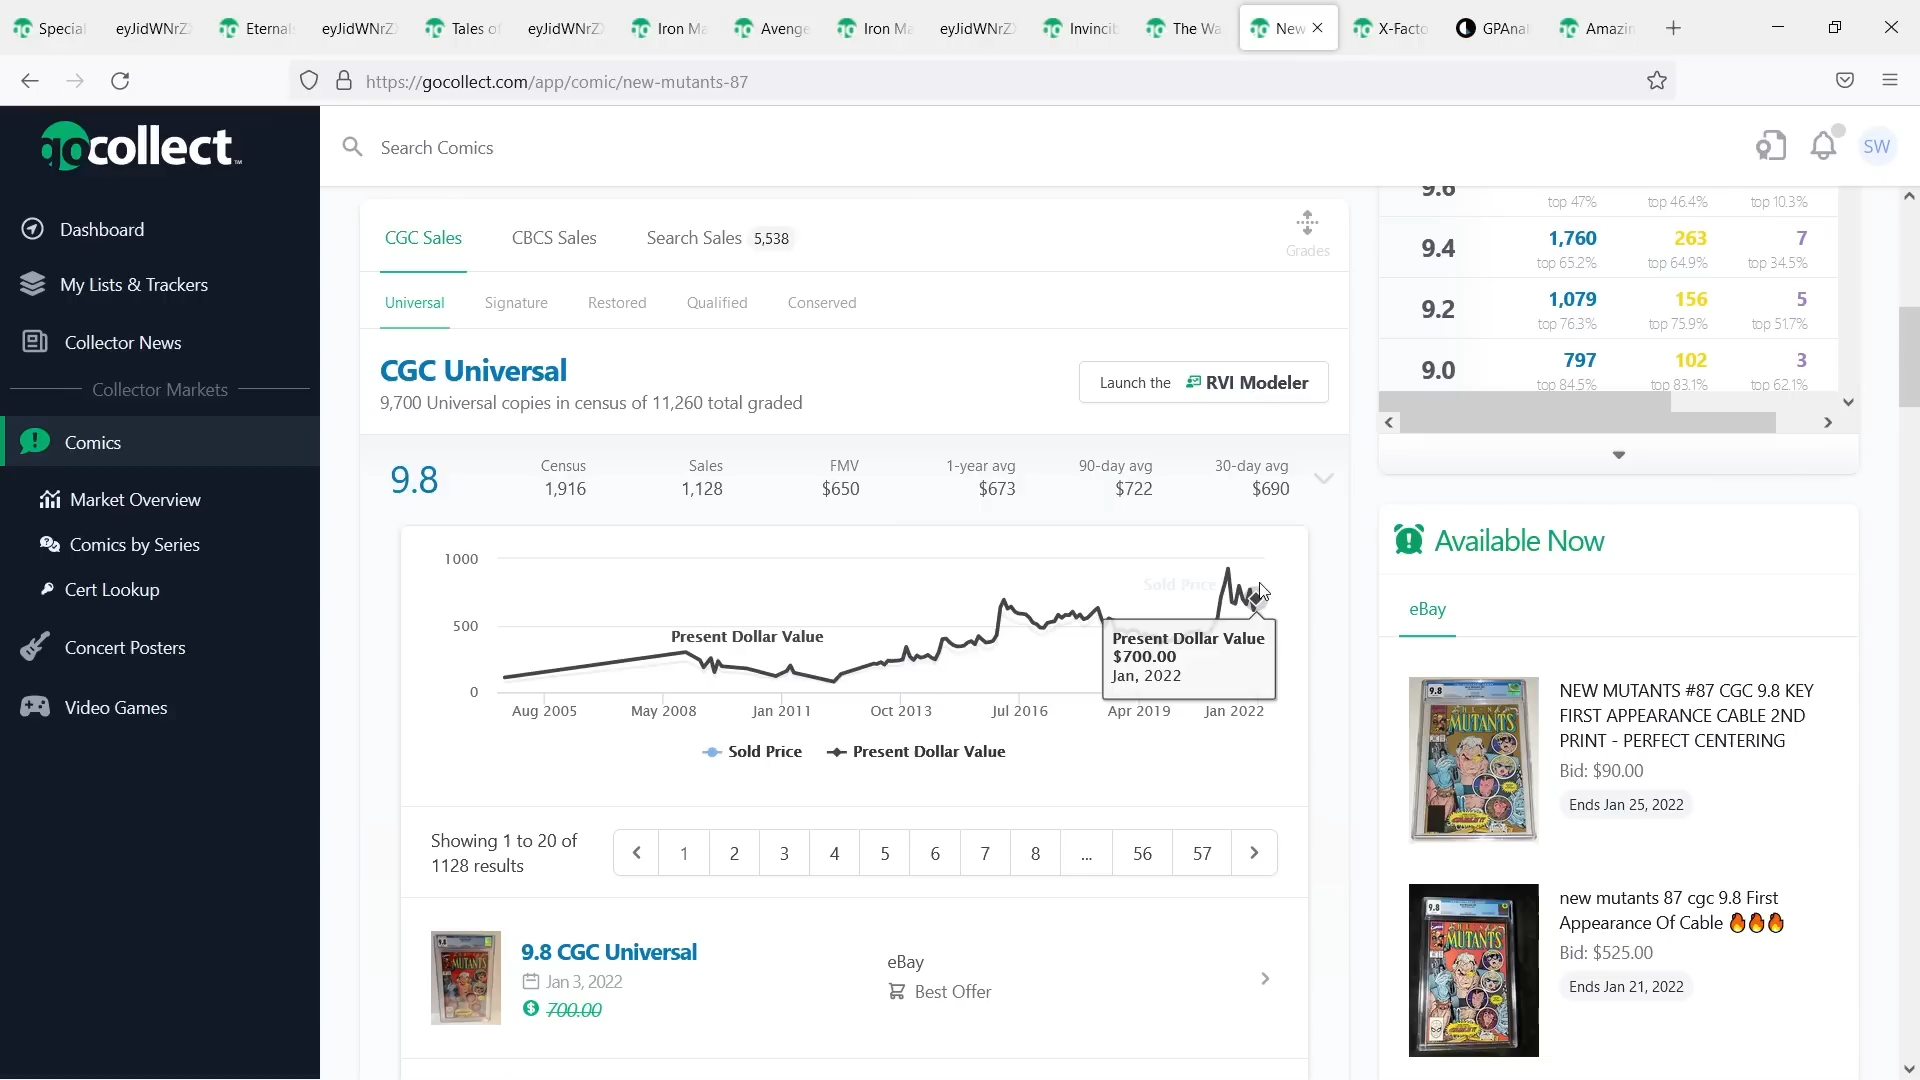 Special
eyJidWNrZ
Eternal
eyJidWNrZ
Tales of
eyJidWNrZ
Iron Ma
Avenge
Iron Ma
eyJidWNrZ
Invincib
The Wa
New
X-Facto
GPAnal
Amazin
https://gocollect.com/app/comic/new-mutants-87
gocollect™
Search Comics
SW
Dashboard
My Lists & Trackers
Collector News
Collector Markets
Comics
Market Overview
Comics by Series
Cert Lookup
Concert Posters
Video Games
CGC Sales
CBCS Sales
Search Sales 5,538
Grades
Universal
Signature
Restored
Qualified
Conserved
CGC Universal
9,700 Universal copies in census of 11,260 total graded
Launch the RVI Modeler
9.8
Census
1,916
Sales
1,128
FMV
$650
1-year avg
$673
90-day avg
$722
30-day avg
$690
1000
500
0
Sold Price
Present Dollar Value
Present Dollar Value
$700.00
Jan, 2022
Aug 2005
May 2008
Jan 2011
Oct 2013
Jul 2016
Apr 2019
Jan 2022
Sold Price
Present Dollar Value
Showing 1 to 20 of
1128 results
1 2 3 4 5 6 7 8 ... 56 57
9.8 CGC Universal
Jan 3, 2022
700.00
eBay
Best Offer
9.6
top 47% top 46.4% top 10.3%
9.4 1,760 263 7
top 65.2% top 64.9% top 34.5%
9.2 1,079 156 5
top 76.3% top 75.9% top 51.7%
9.0 797 102 3
top 84.5% top 83.1% top 62.1%
Available Now
eBay
9.8
MUTANTS
NEW MUTANTS #87 CGC 9.8 KEY
FIRST APPEARANCE CABLE 2ND
PRINT - PERFECT CENTERING
Bid: $90.00
Ends Jan 25, 2022
9.8
MUTANTS
new mutants 87 cgc 9.8 First
Appearance Of Cable 🔥🔥🔥
Bid: $525.00
Ends Jan 21, 2022